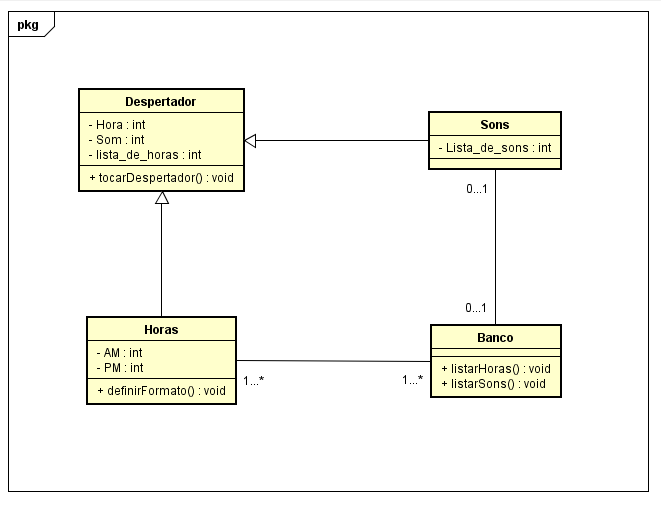 pkg
Despertador
- Hora : int
- Som : int
- lista_de_horas : int
+ tocarDespertador() : void
Sons
- Lista_de_sons : int
0...1
0...1
Horas
- AM : int
- PM : int
+ definirFormato() : void
1...*
1...*
Banco
+ listarHoras() : void
+ listarSons() : void